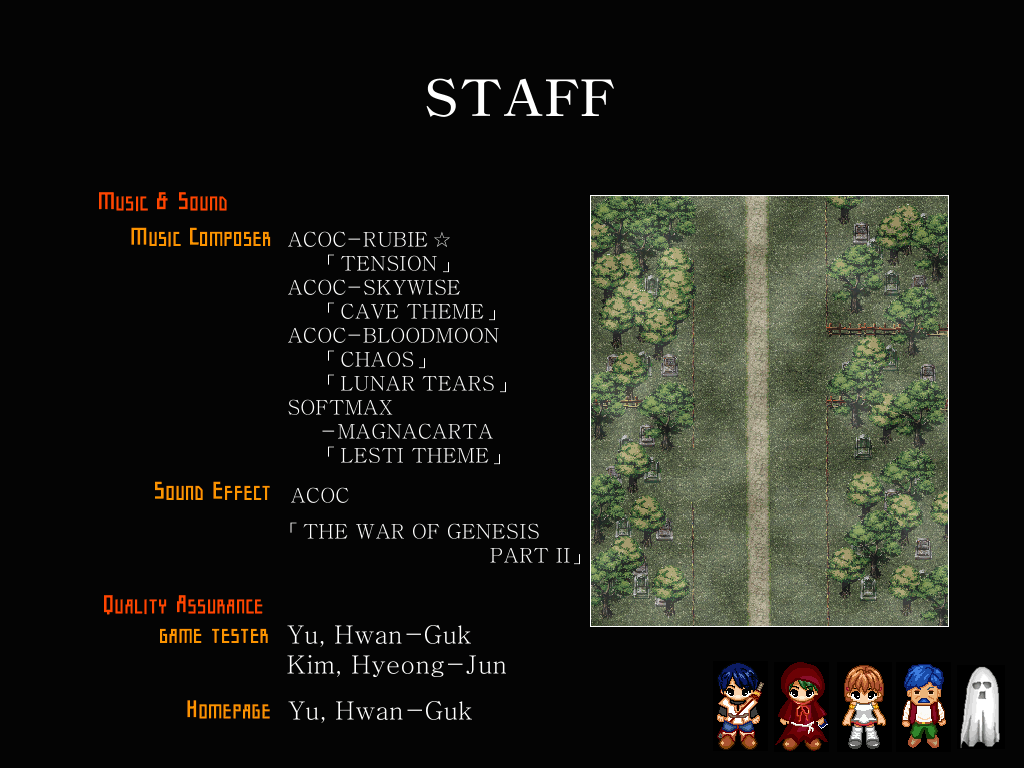 STAFF
Music & Sound
Music Composer ACOC-RUBIE☆
「TENSION」
ACOC-SKYWISE
「CAVE THEME」
ACOC-BLOODMOON
「CHAOS」
「LUNAR TEARS」
SOFTMAX
-MAGNACARTA
「LESTI THEME」
Sound Effect ACOC
「THE WAR OF GENESIS
PART II」
Quality Assurance
GAME TESTER Yu, Hwan-Guk
Kim, Hyeong-Jun
Homepage Yu, Hwan-Guk